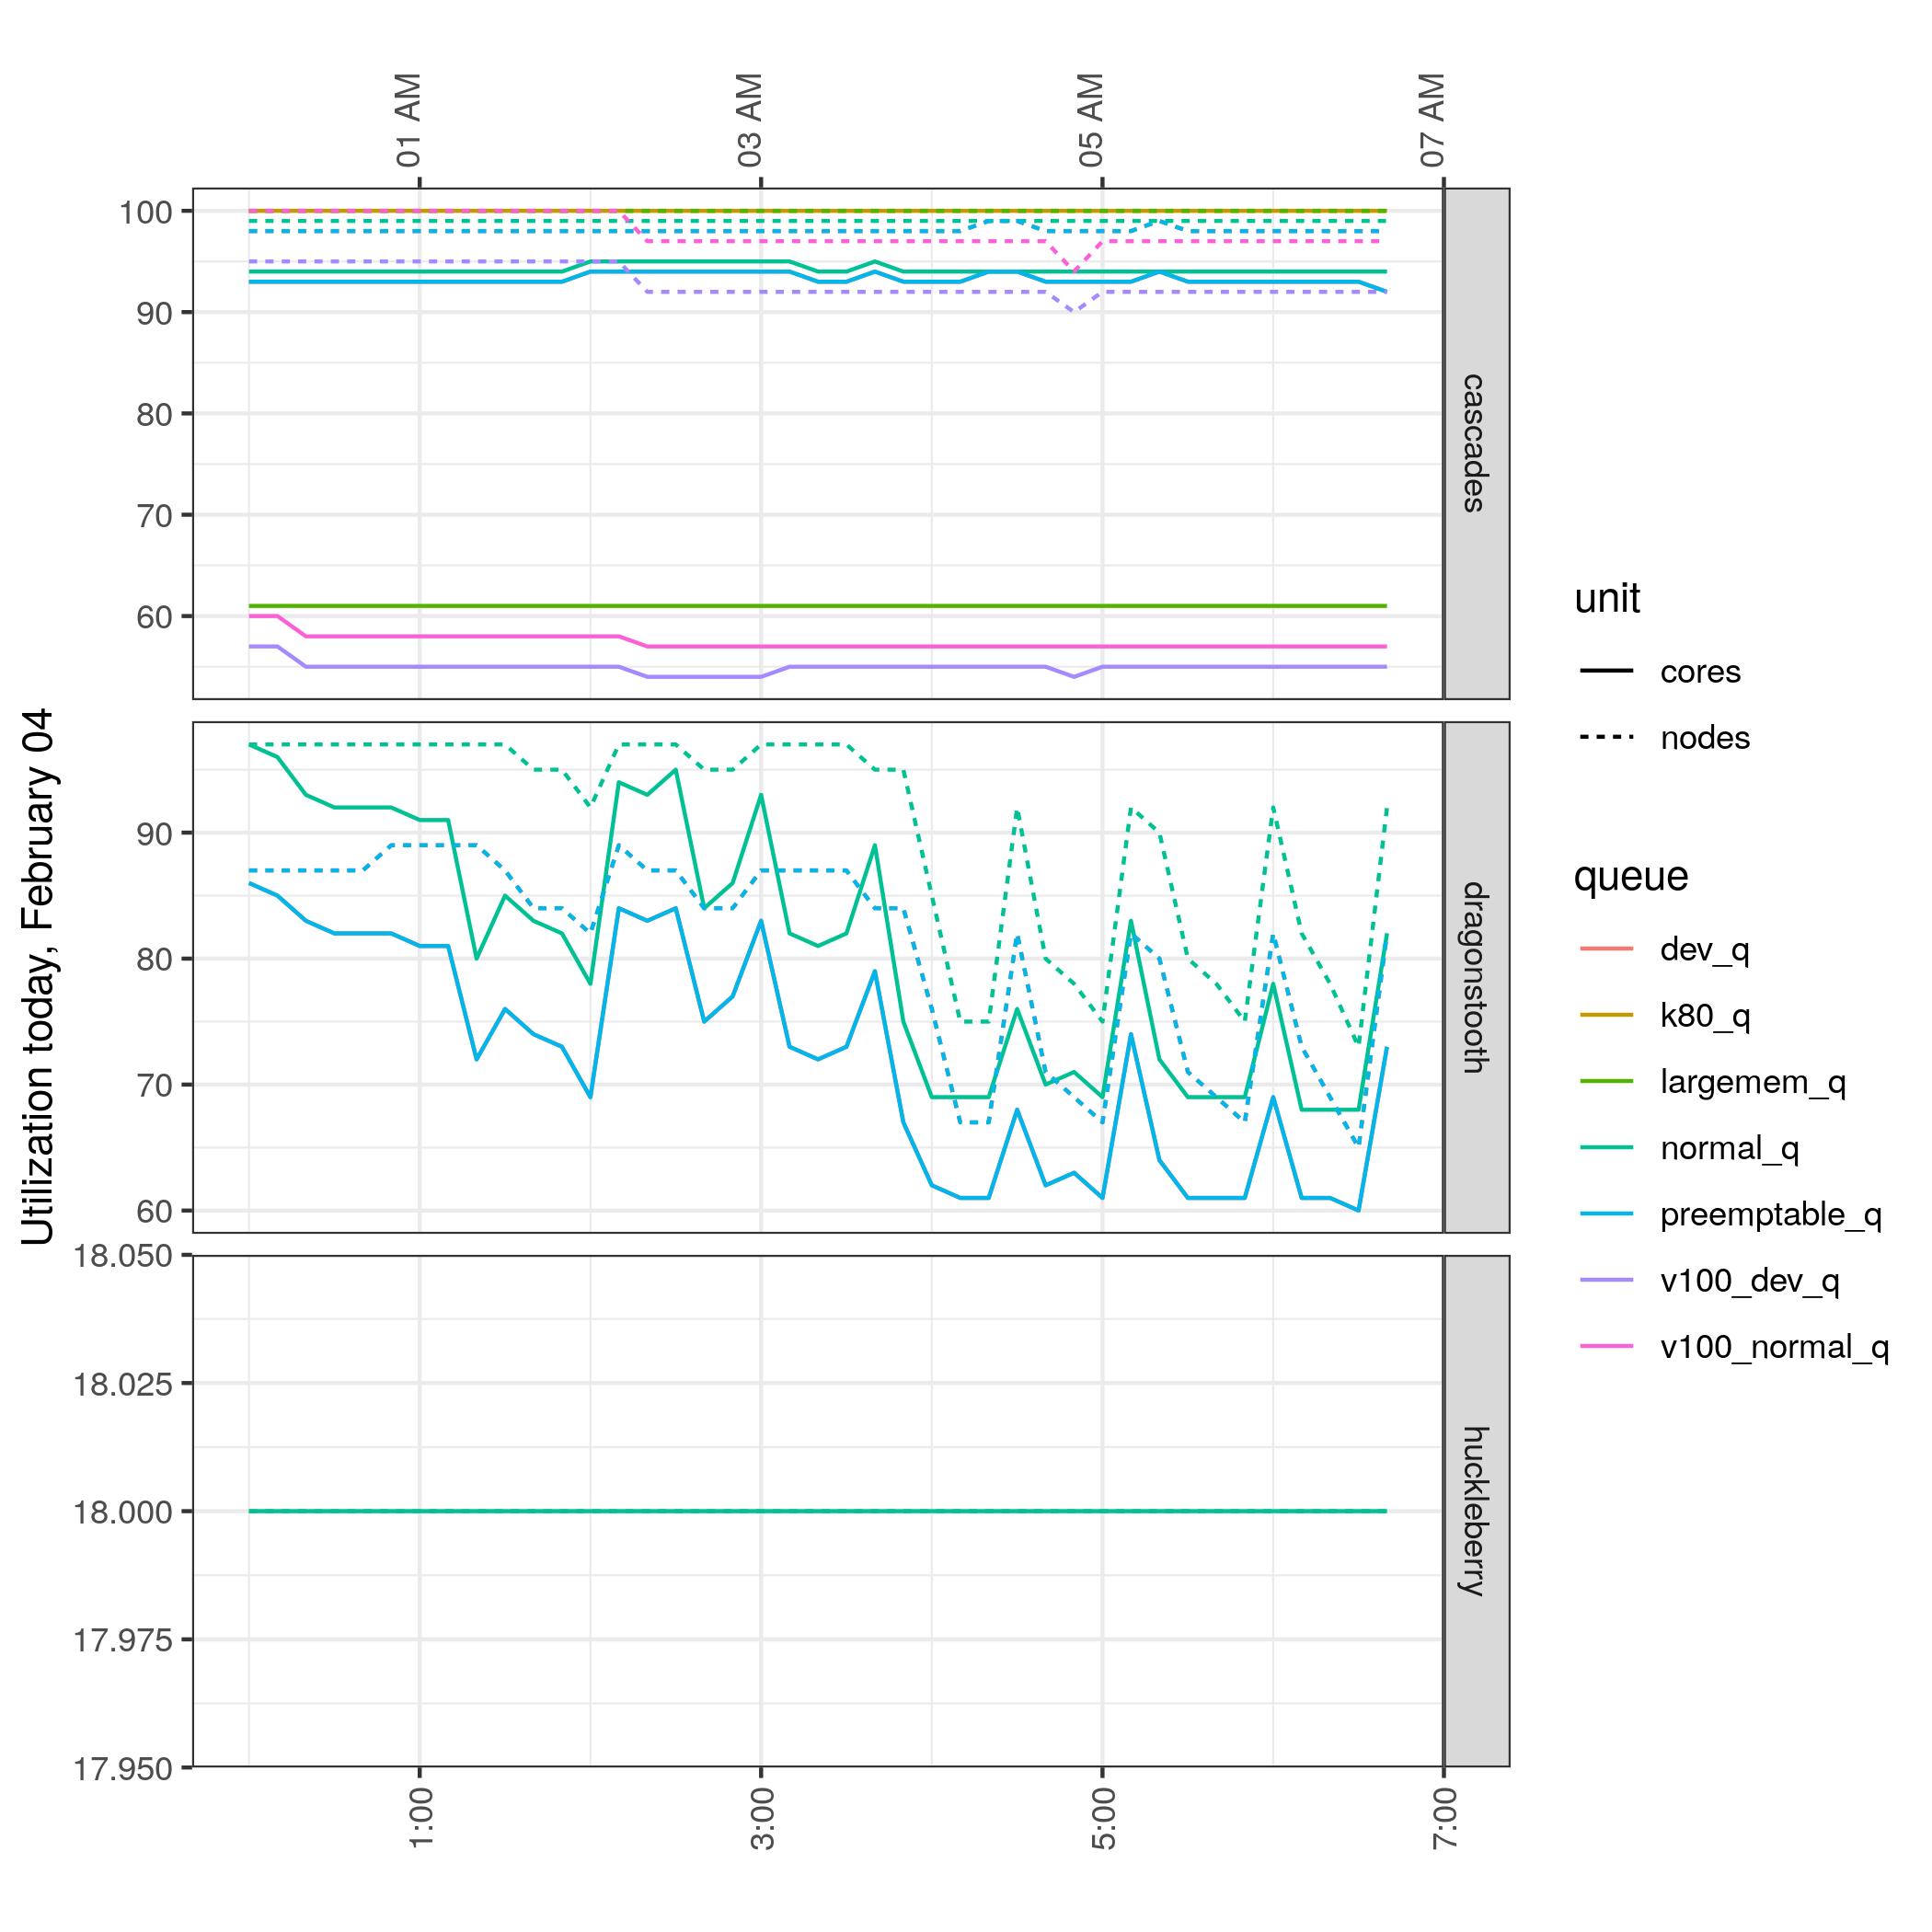 01 AM
03 AM
05 AM
07 AM
Utilization today, February 04
100
90
80
70
60
cascades
90
80
70
60
dragonstooth
18.050
18.025
18.000
17.975
17.950
huckleberry
1:00
3:00
5:00
7:00
unit
cores
nodes
queue
dev_q
k80_q
largemem_q
normal_q
preemptable_q
v100_dev_q
v100_normal_q